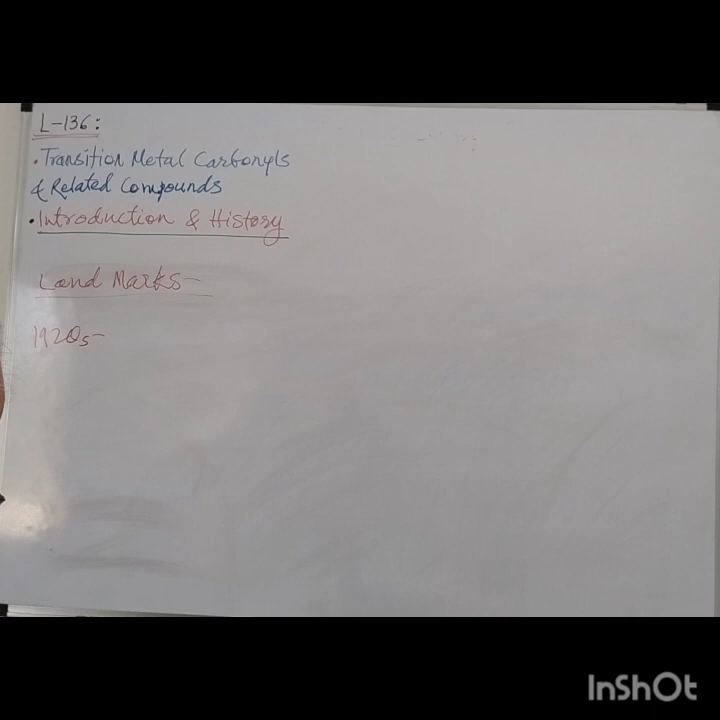 L-136:
• Transition Metal Carbonyls
& Related Compounds
• Introduction & History
Land Marks-
1920s-
InShOt